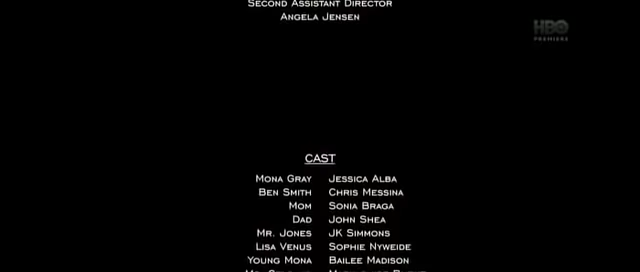 Second Assistant Director
Angela Jensen
HBO
PREMIERE
CAST
Mona Gray Jessica Alba
Ben Smith Chris Messina
Mom Sonia Braga
Dad John Shea
Mr. Jones JK Simmons
Lisa Venus Sophie Nyweide
Young Mona Bailee Madison